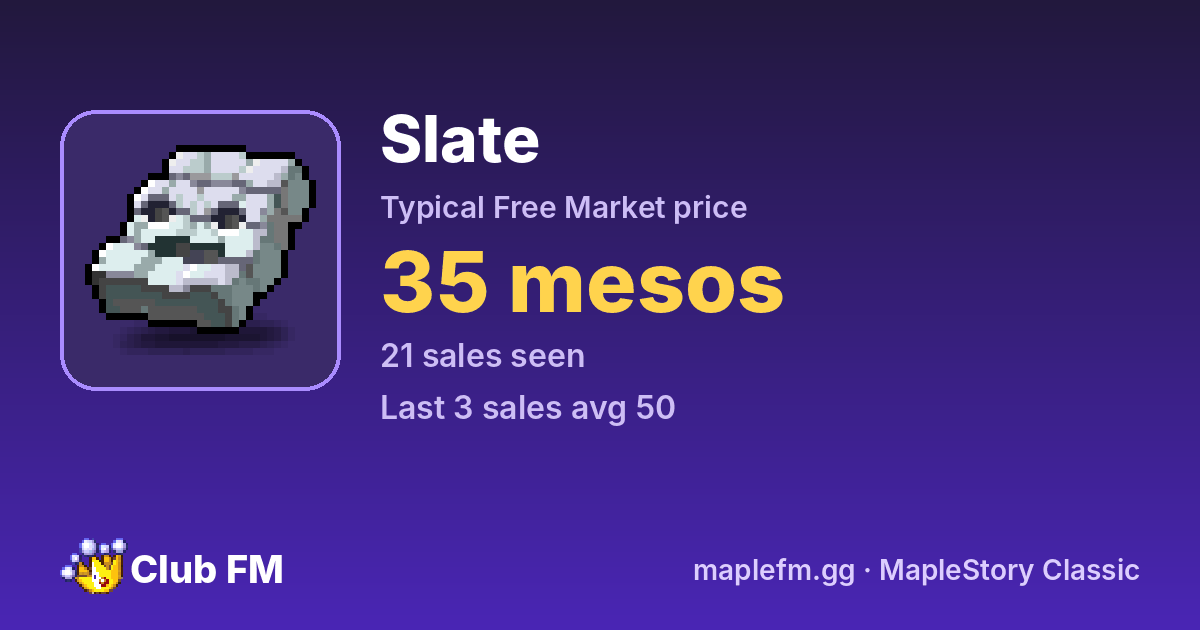 Slate
Typical Free Market price
35 mesos
21 sales seen
Last 3 sales avg 50
Club FM
maplefm.gg · MapleStory Classic